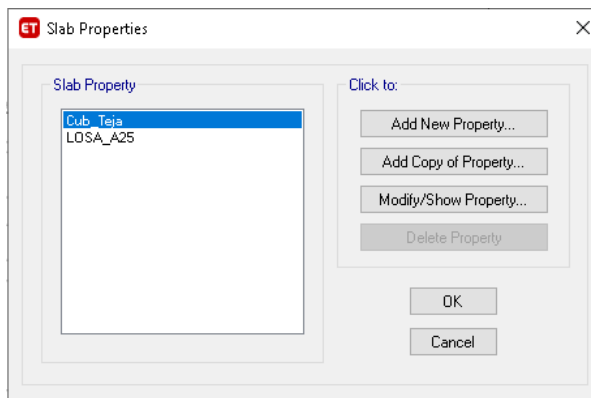 ET Slab Properties
Slab Property
Cub_Teja
LOSA_A25
Click to:
Add New Property...
Add Copy of Property...
Modify/Show Property...
Delete Property
OK
Cancel